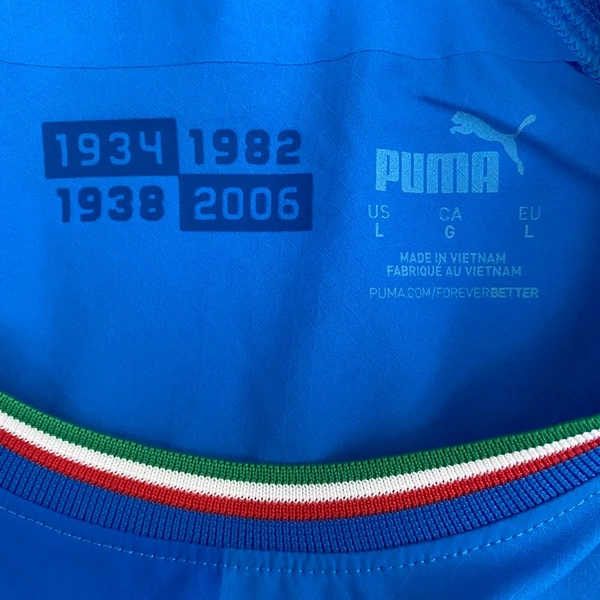 1934 1982
1938 2006
PUMA
US CA EU
L G L
MADE IN VIETNAM
FABRIQUÉ AU VIETNAM
PUMA.COM/FOREVERBETTER